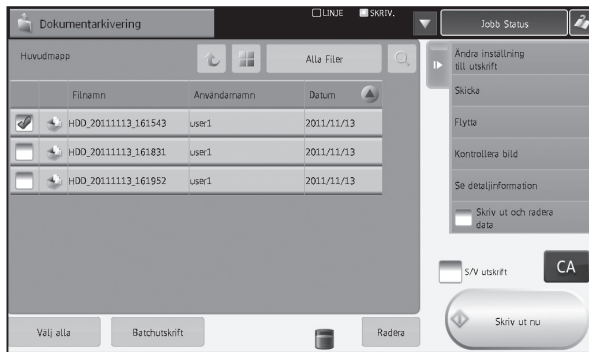 Dokumentarkivering
LINJE
SKRIV.
Jobb Status
Huvudmapp
Alla Filer
Ändra inställning
till utskrift
Filnamn
Användarnamn
Datum
Skicka
HDD_20111113_161543
user1
2011/11/13
Flytta
HDD_20111113_161831
user1
2011/11/13
Kontrollera bild
HDD_20111113_161952
user1
2011/11/13
Se detaljinformation
Skriv ut och radera
data
S/V utskrift
CA
Välj alla
Batchutskrift
Radera
Skriv ut nu